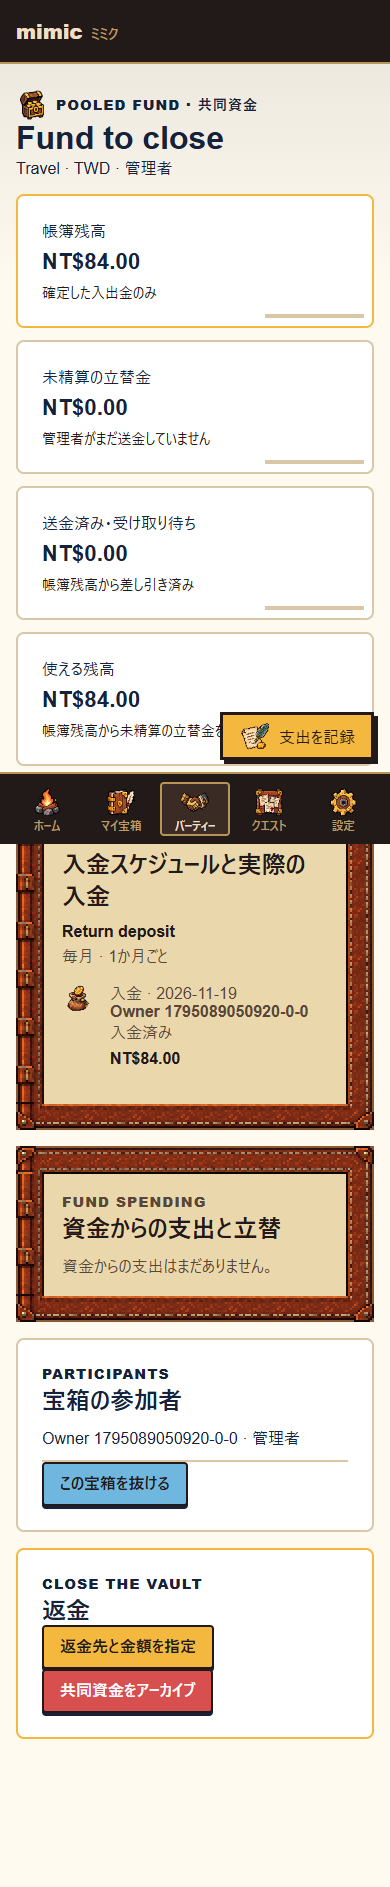 mimic ミミク
POOLED FUND · 共同資金
Fund to close
Travel · TWD · 管理者
帳簿残高
NT$84.00
確定した入出金のみ
未精算の立替金
NT$0.00
管理者がまだ送金していません
送金済み・受け取り待ち
NT$0.00
帳簿残高から差し引き済み
使える残高
NT$84.00
帳簿残高から未精算の立替金を
支出を記録
ホーム
マイ宝箱
パーティー
クエスト
設定
入金スケジュールと実際の
入金
Return deposit
毎月 · 1か月ごと
入金 · 2026-11-19
Owner 1795089050920-0-0
入金済み
NT$84.00
FUND SPENDING
資金からの支出と立替
資金からの支出はまだありません。
PARTICIPANTS
宝箱の参加者
Owner 1795089050920-0-0 · 管理者
この宝箱を抜ける
CLOSE THE VAULT
返金
返金先と金額を指定
共同資金をアーカイブ